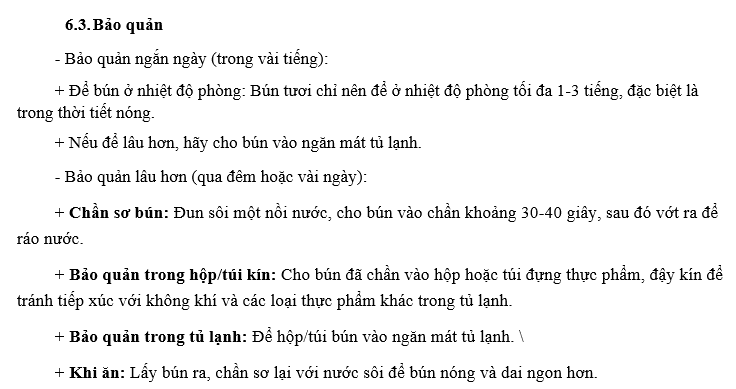 6.3. Bảo quản
- Bảo quản ngắn ngày (trong vài tiếng):
+ Để bún ở nhiệt độ phòng: Bún tươi chỉ nên để ở nhiệt độ phòng tối đa 1-3 tiếng, đặc biệt là
trong thời tiết nóng.
+ Nếu để lâu hơn, hãy cho bún vào ngăn mát tủ lạnh.
- Bảo quản lâu hơn (qua đêm hoặc vài ngày):
+ Chần sơ bún: Đun sôi một nồi nước, cho bún vào chần khoảng 30-40 giây, sau đó vớt ra để
ráo nước.
+ Bảo quản trong hộp/túi kín: Cho bún đã chần vào hộp hoặc túi đựng thực phẩm, đậy kín để
tránh tiếp xúc với không khí và các loại thực phẩm khác trong tủ lạnh.
+ Bảo quản trong tủ lạnh: Để hộp/túi bún vào ngăn mát tủ lạnh. \
+ Khi ăn: Lấy bún ra, chần sơ lại với nước sôi để bún nóng và dai ngon hơn.